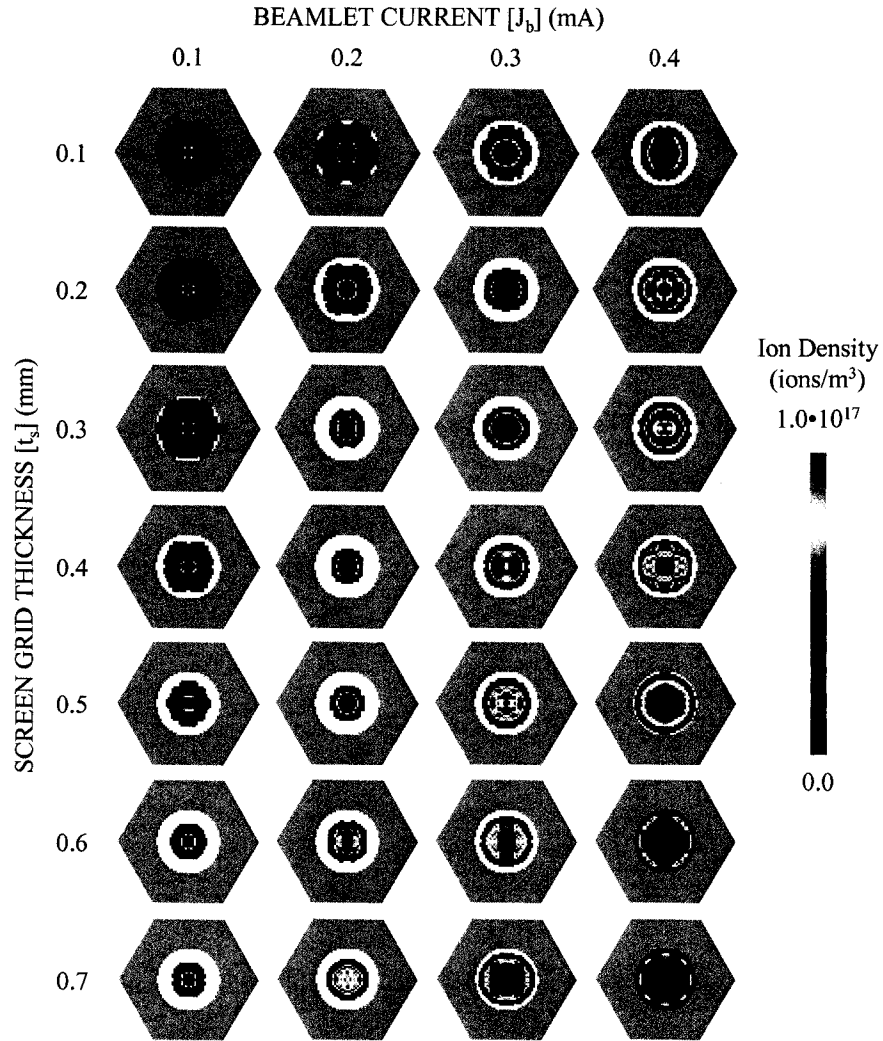 BEAMLET CURRENT [J_b] (mA)
0.1 0.2 0.3 0.4
SCREEN GRID THICKNESS [t_s] (mm)
0.1
0.2
0.3
0.4
0.5
0.6
0.7
Ion Density
(ions/m³)
1.0•10¹⁷
0.0